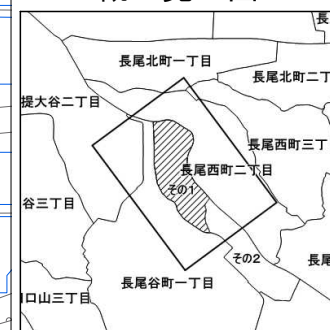 長尾北町一丁目
長尾北町二丁
提大谷二丁目
長尾西町三丁
長尾西町二丁目
その1
谷三丁目
その2
長尾谷町一丁目
口山三丁目
長尾